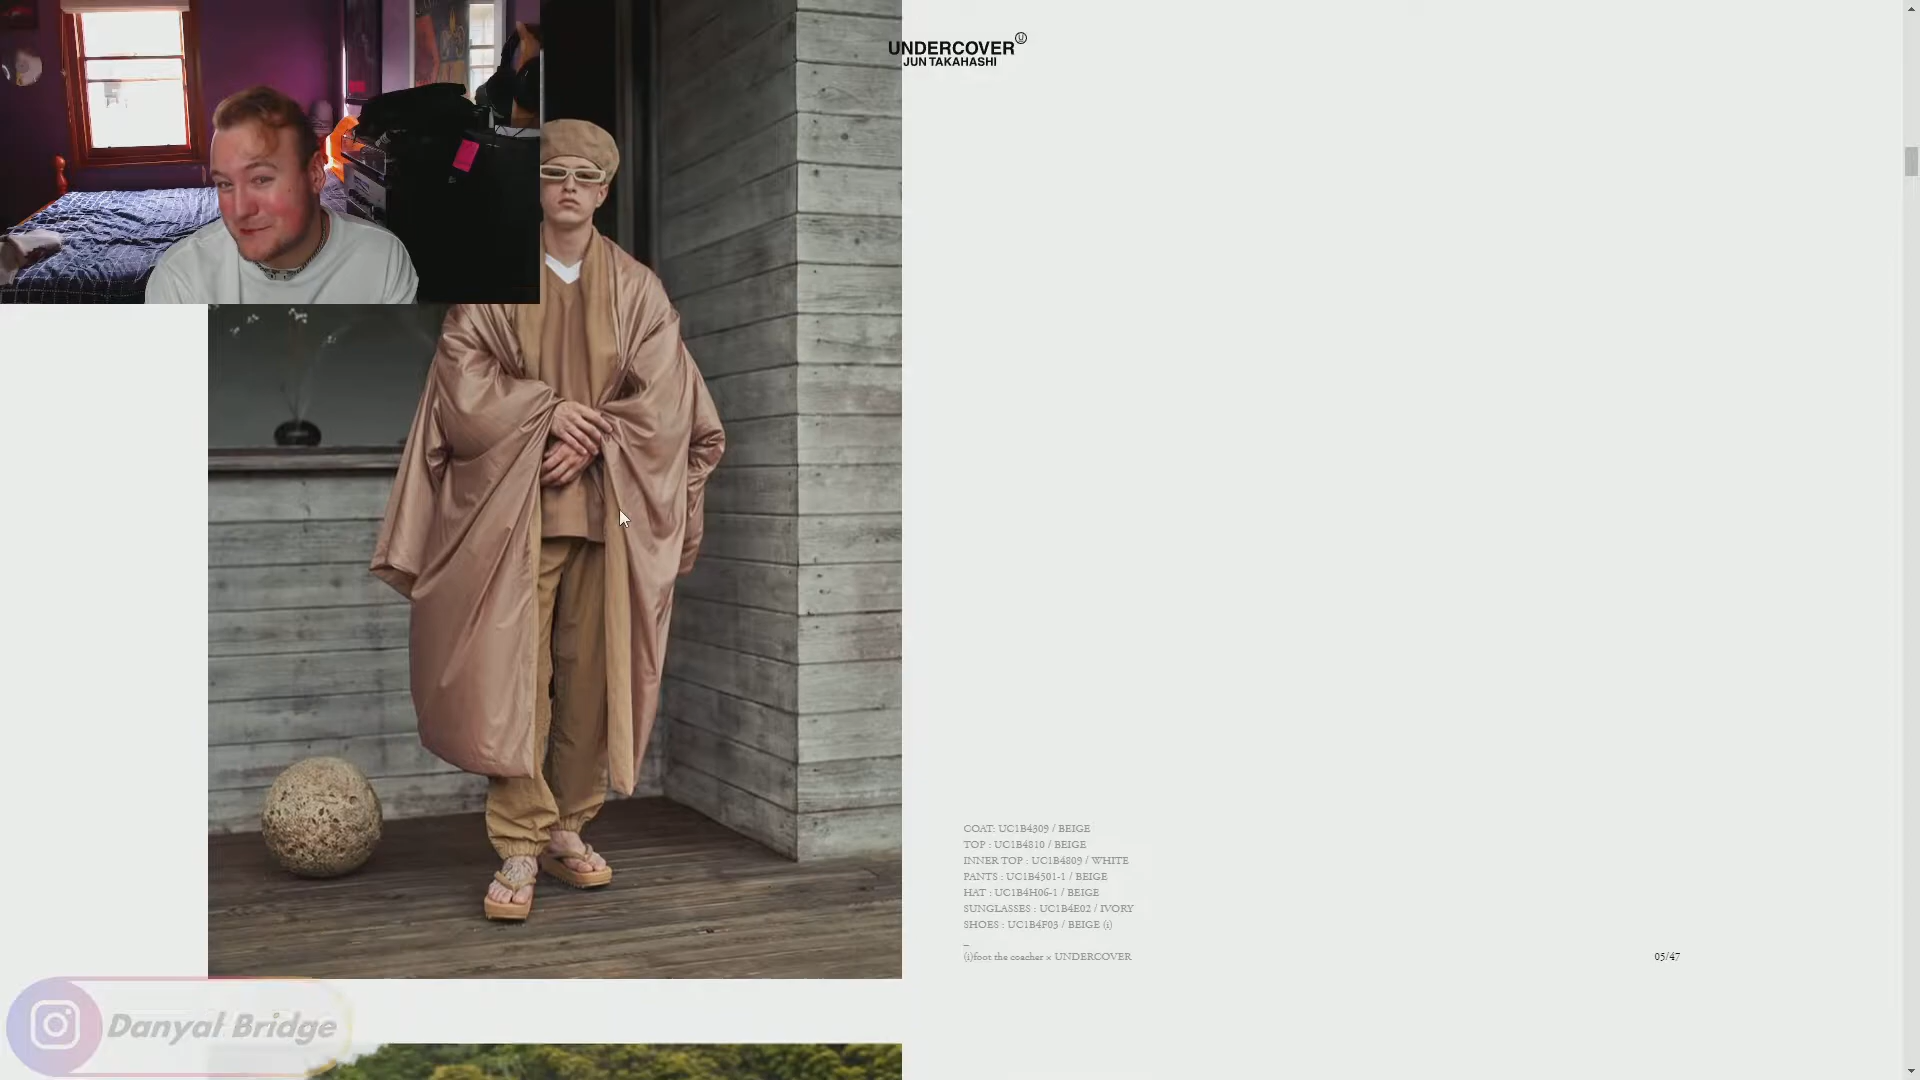 UNDERCOVER
JUN TAKAHASHI
COAT: UC1B4309 / BEIGE
TOP : UC1B4810 / BEIGE
INNER TOP : UC1B4809 / WHITE
PANTS : UC1B4501-1 / BEIGE
HAT : UC1B4H06-1 / BEIGE
SUNGLASSES : UC1B4E02 / IVORY
SHOES : UC1B4F03 / BEIGE (i)
_
(i)foot the coacher × UNDERCOVER
05/47
Danyal Bridge